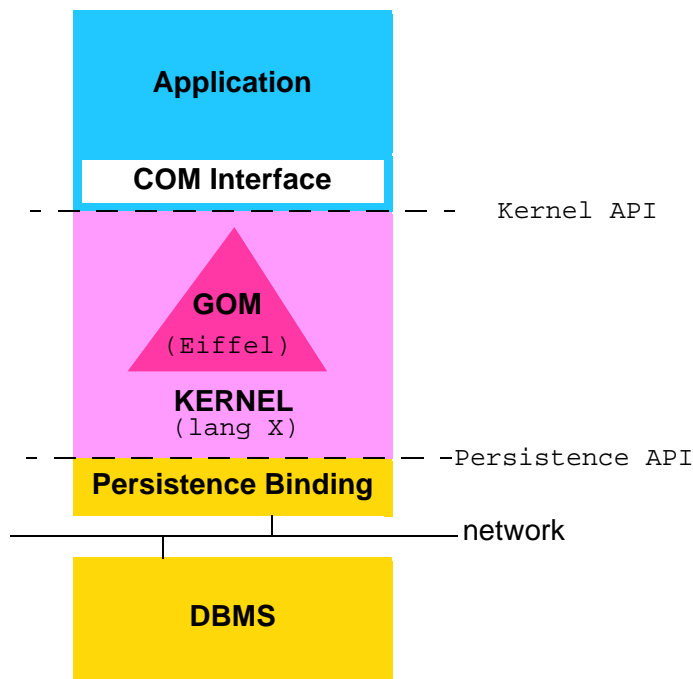 Application
COM Interface
Kernel API
GOM
(Eiffel)
KERNEL
(lang X)
Persistence API
Persistence Binding
network
DBMS